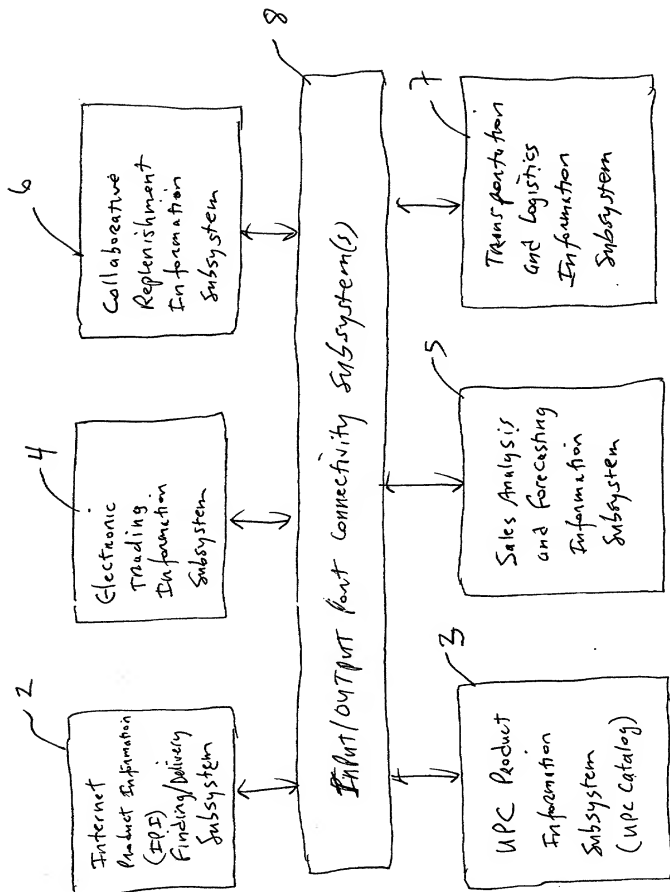 2
Internet
Product Information
(IPI)
Finding/Delivery
Subsystem
4
Electronic
Trading
Information
Subsystem
6
Collaborative
Replenishment
Information
Subsystem
8
INPUT/OUTPUT Port Connectivity Subsystem(s)
3
UPC Product
Information
Subsystem
(UPC Catalog)
5
Sales Analysis
and Forecasting
Information
Subsystem
7
Transportation
and Logistics
Information
Subsystem